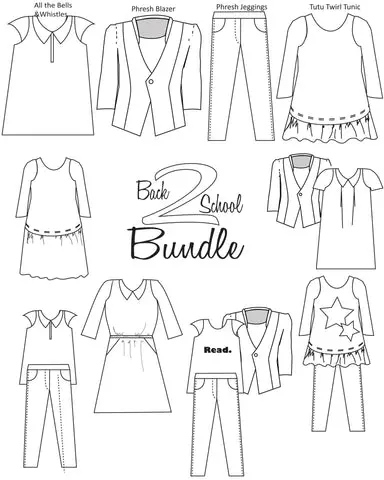 All the Bells
&Whistles
Phresh Blazer
Phresh Jeggings
Tutu Twirl Tunic
Back 2 School
Bundle
Read.